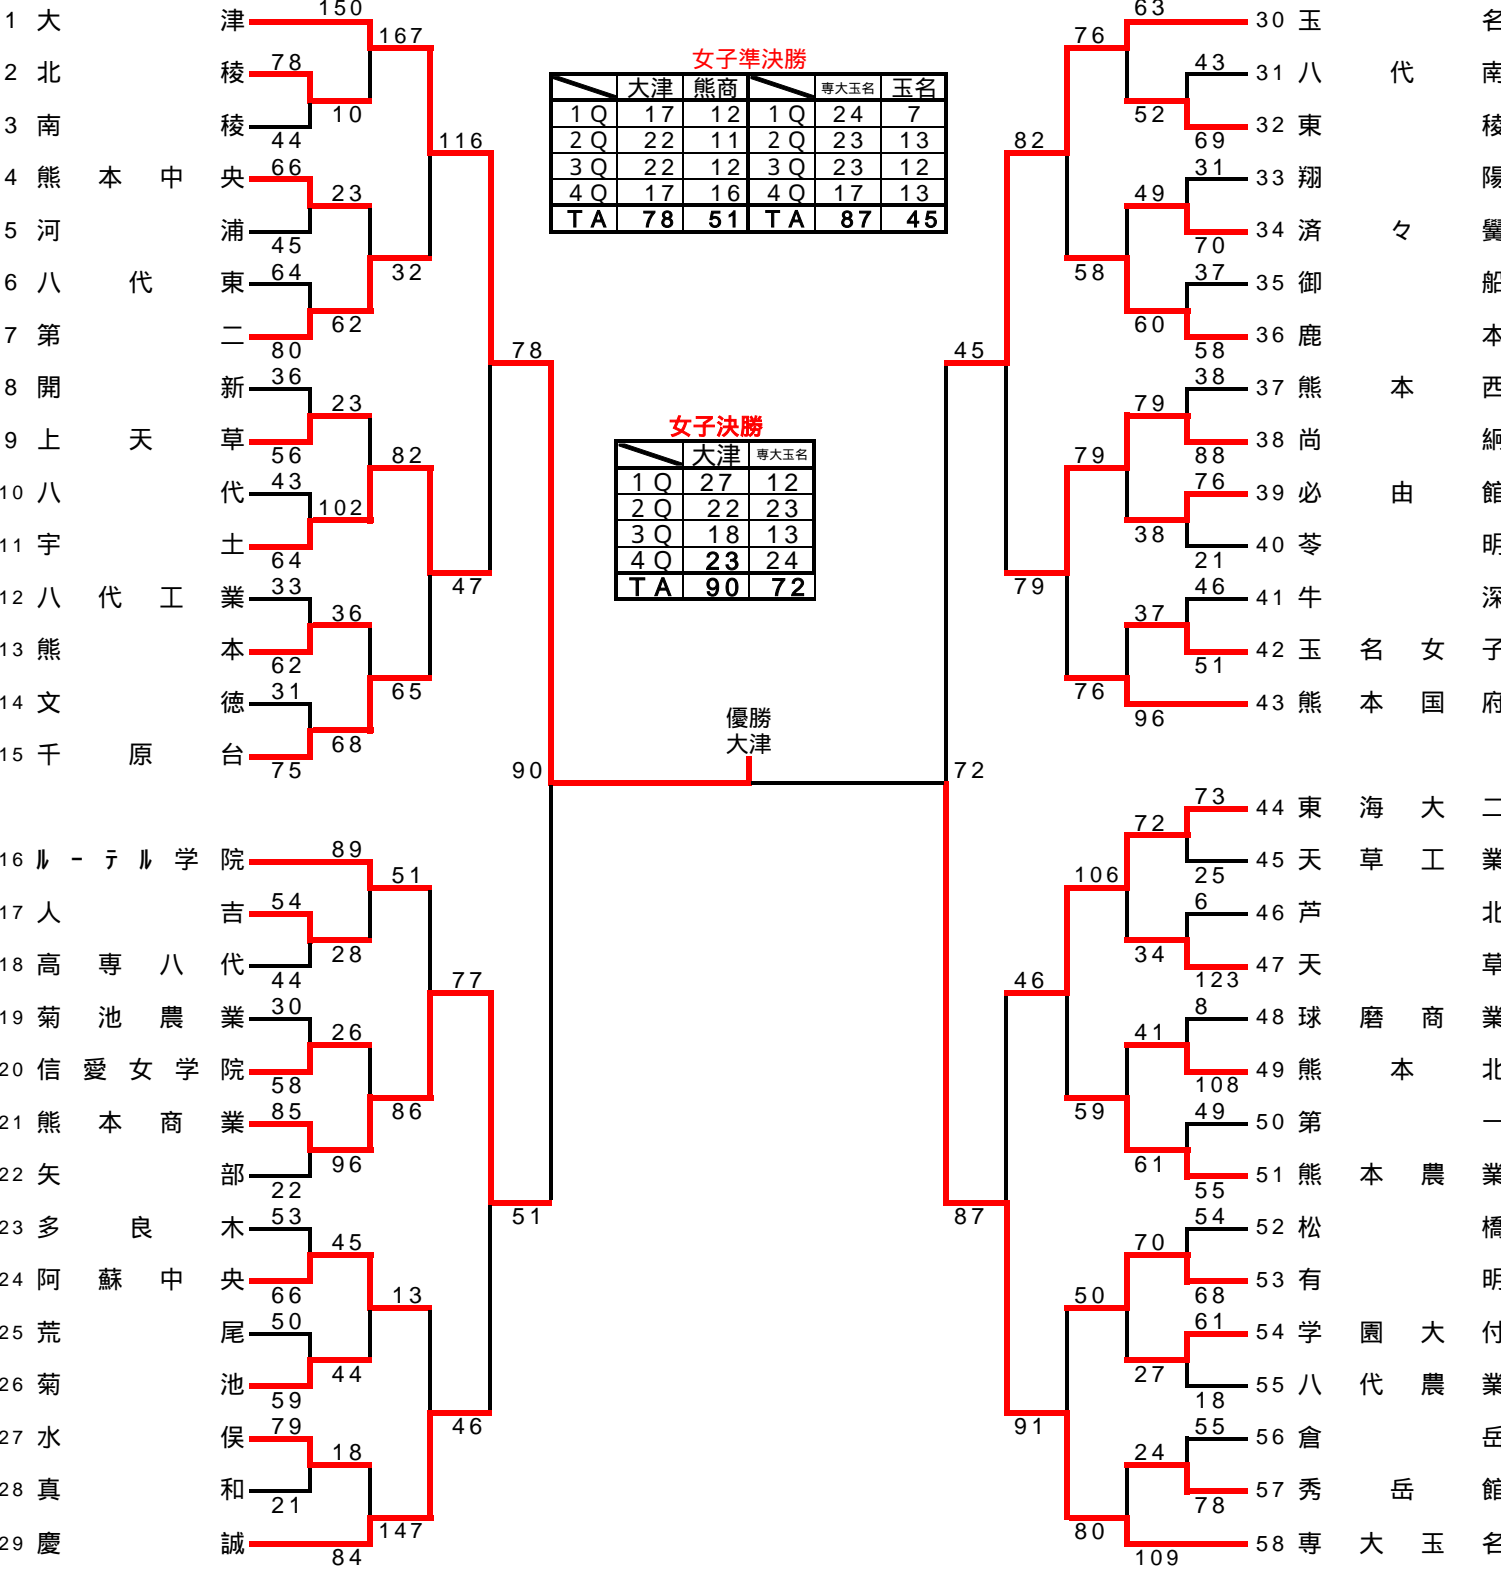 女子準決勝
大津 熊商 専大玉名 玉名
1Q 17 12 1Q 24 7
2Q 22 11 2Q 23 13
3Q 22 12 3Q 23 12
4Q 17 16 4Q 17 13
TA 78 51 TA 87 45
女子決勝
大津 専大玉名
1Q 27 12
2Q 22 23
3Q 18 13
4Q 23 24
TA 90 72
優勝
大津
1 大津 150
167
2 北稜 78
10
3 南稜 44
116
4 熊本中央 66
23
5 河浦 45
32
6 八代東 64
62
7 第二 80
78
8 開新 36
23
9 上天草 56
82
10 八代 43
102
11 宇土 64
47
12 八代工業 33
36
13 熊本 62
65
14 文徳 31
68
15 千原台 75
90
16 ルーテル学院 89
51
17 人吉 54
28
18 高専八代 44
77
19 菊池農業 30
26
20 信愛女学院 58
86
21 熊本商業 85
96
22 矢部 22
51
23 多良木 53
45
24 阿蘇中央 66
13
25 荒尾 50
44
26 菊池 59
46
27 水俣 79
18
28 真和 21
147
29 慶誠 84
63 30 玉名
76
43 31 八代南
52
69 32 東稜
82
31 33 翔陽
49
70 34 済々黌
58
37 35 御船
60
58 36 鹿本
45
38 37 熊本西
79
88 38 尚絅
79
76 39 必由館
38
21 40 苓明
79
46 41 牛深
37
51 42 玉名女子
76
96 43 熊本国府
72
73 44 東海大二
72
25 45 天草工業
106
6 46 芦北
34
123 47 天草
46
8 48 球磨商業
41
108 49 熊本北
59
49 50 第一
61
55 51 熊本農業
87
54 52 松橋
70
68 53 有明
50
61 54 学園大付
27
18 55 八代農業
91
55 56 倉岳
24
78 57 秀岳館
80
109 58 専大玉名